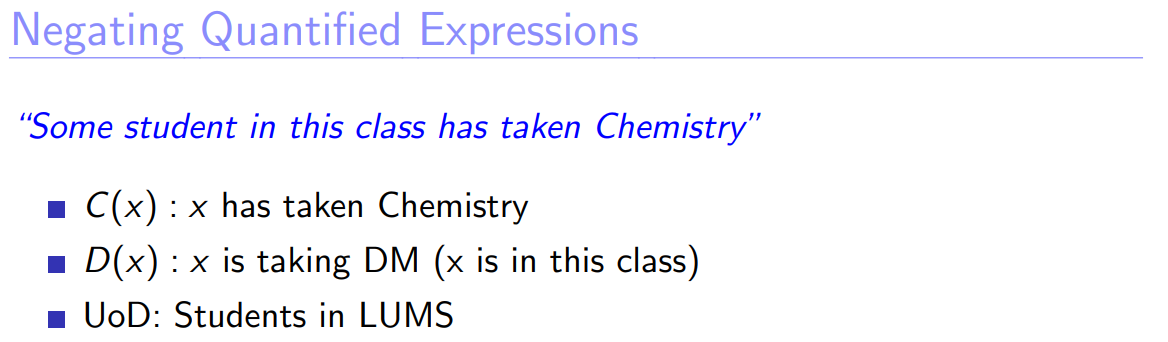 Negating Quantified Expressions
“Some student in this class has taken Chemistry”
C(x) : x has taken Chemistry
D(x) : x is taking DM (x is in this class)
UoD: Students in LUMS